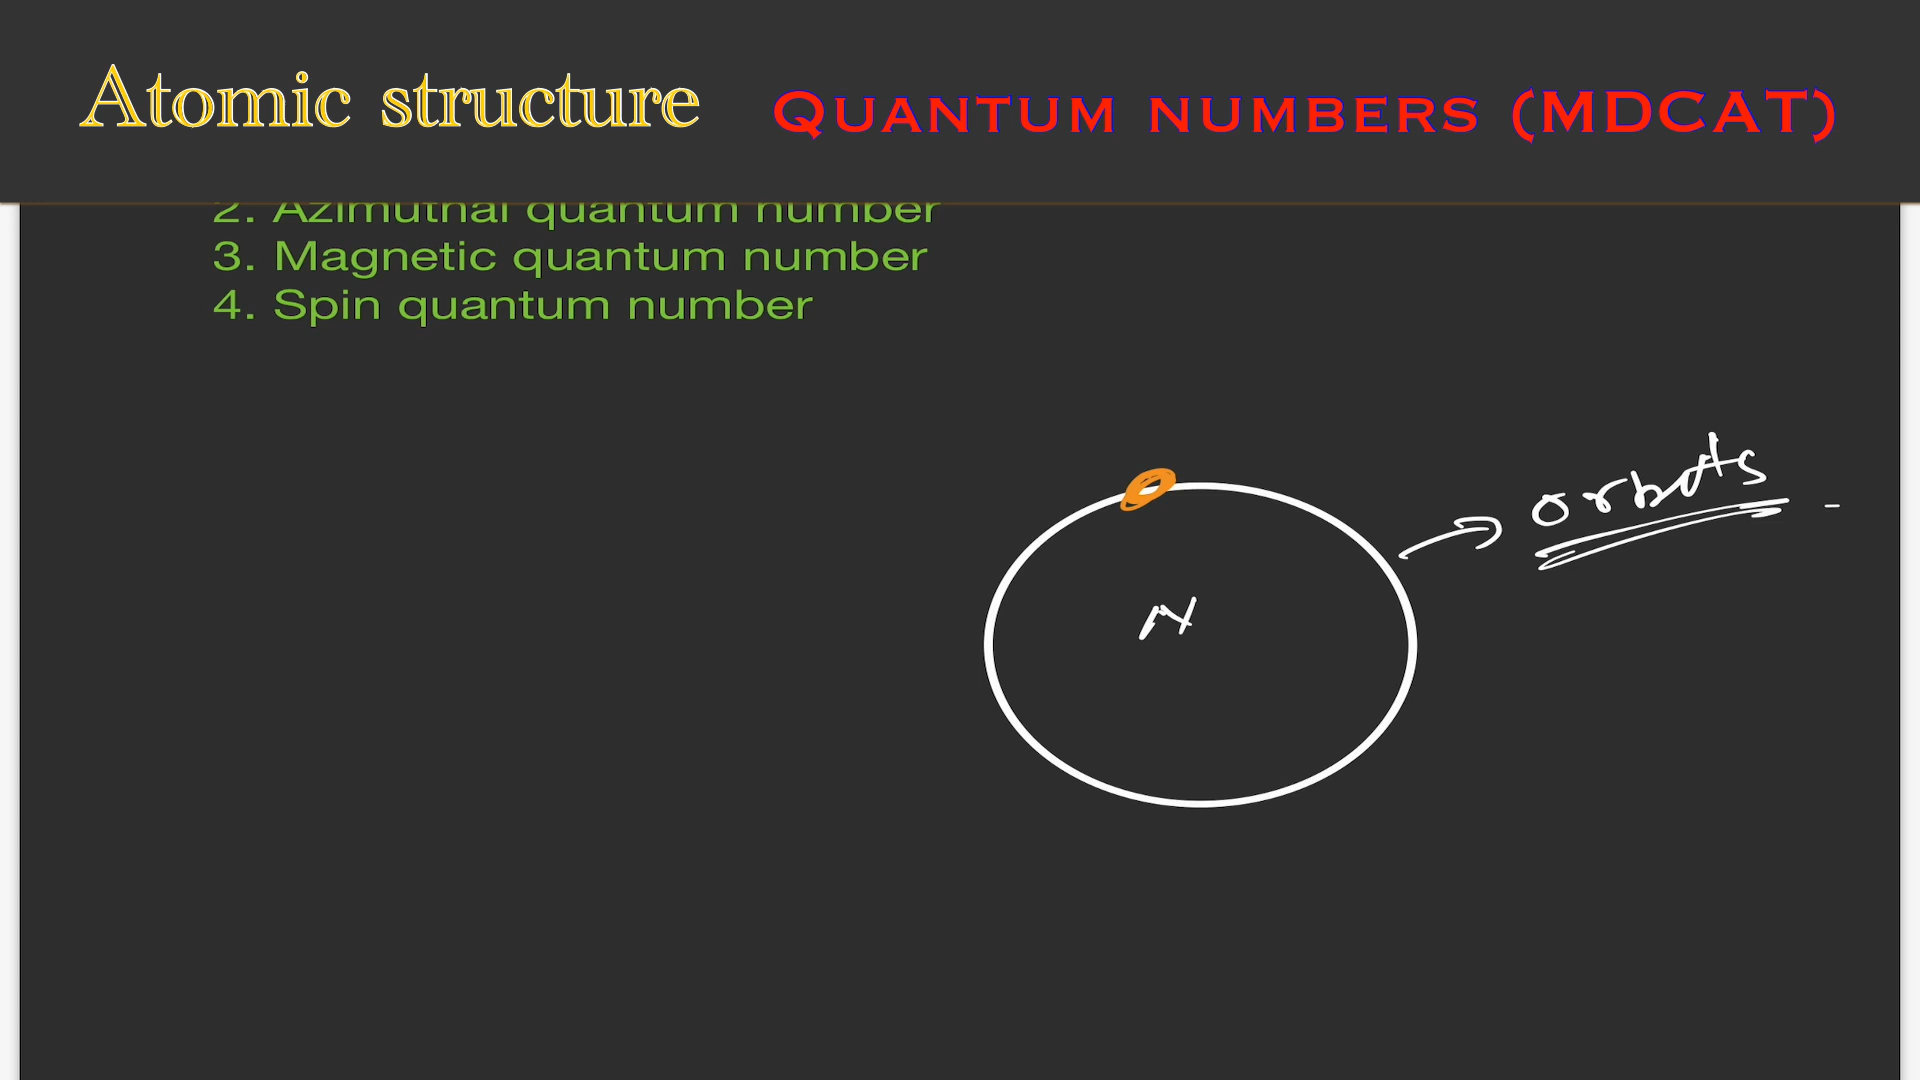 Atomic structure QUANTUM NUMBERS (MDCAT)
2. Azimuthal quantum number
3. Magnetic quantum number
4. Spin quantum number
orbits
N